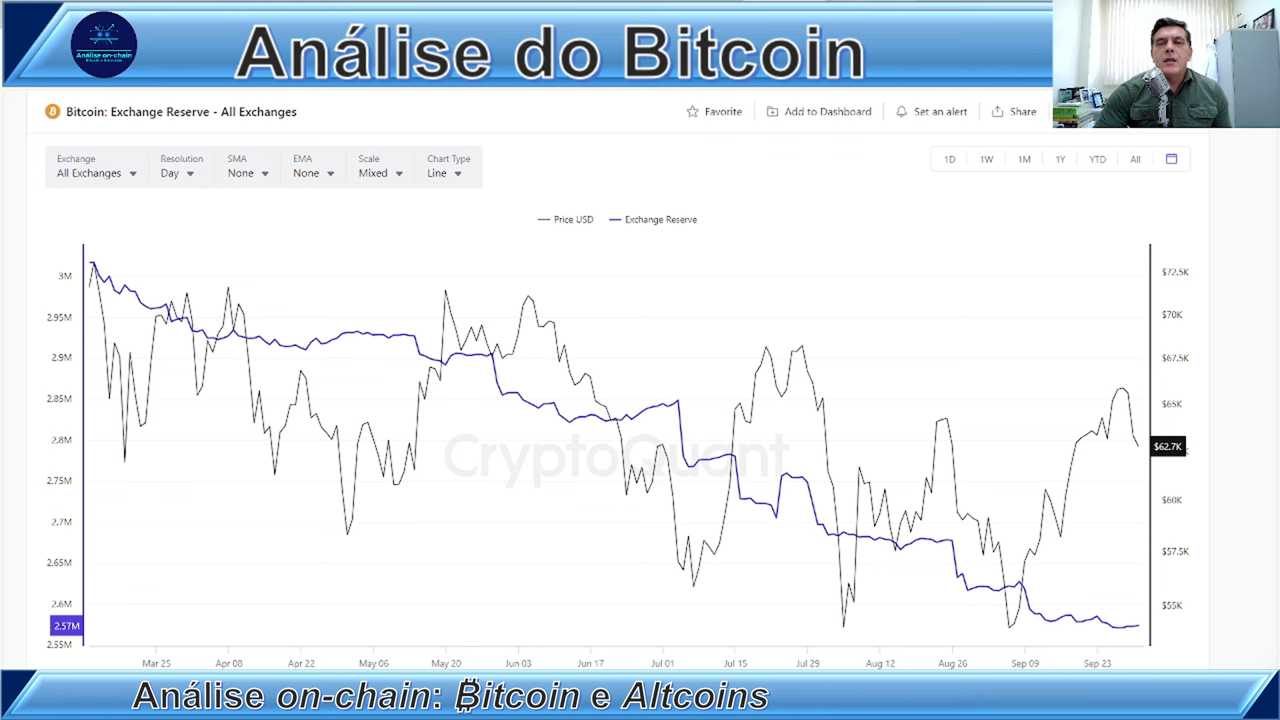 Análise do Bitcoin
Análise on-chain
Bitcoin: Exchange Reserve - All Exchanges
Favorite
Add to Dashboard
Set an alert
Share
Exchange
All Exchanges
Resolution
Day
SMA
None
EMA
None
Scale
Mixed
Chart Type
Line
1D 1W 1M 1Y YTD All
Price USD Exchange Reserve
3M
2.95M
2.9M
2.85M
2.8M
2.75M
2.7M
2.65M
2.6M
2.57M
2.55M
$72.5K
$70K
$67.5K
$65K
$62.7K
$60K
$57.5K
$55K
CryptoQuant
Mar 25 Apr 08 Apr 22 May 06 May 20 Jun 03 Jun 17 Jul 01 Jul 15 Jul 29 Aug 12 Aug 26 Sep 09 Sep 23
Análise on-chain: ₿itcoin e Altcoins